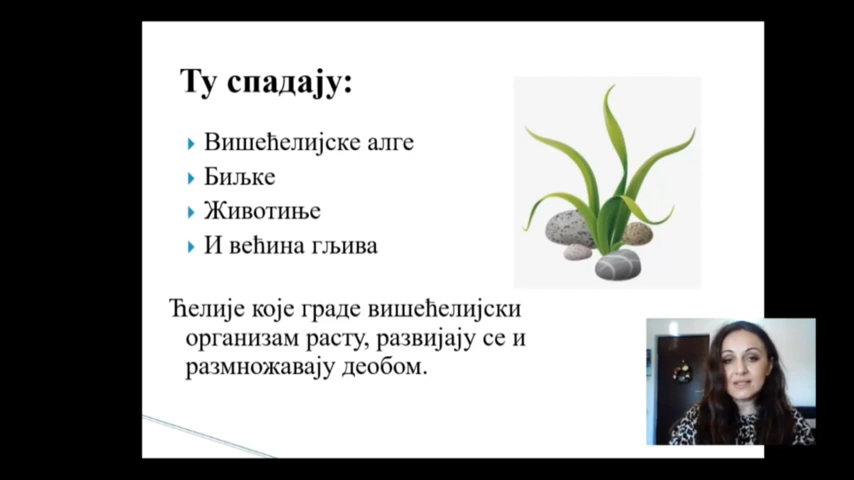 Ту спадају:
Вишећелијске алге
Биљке
Животиње
И већина гљива
Ћелије које граде вишећелијски
организам расту, развијају се и
размножавају деобом.